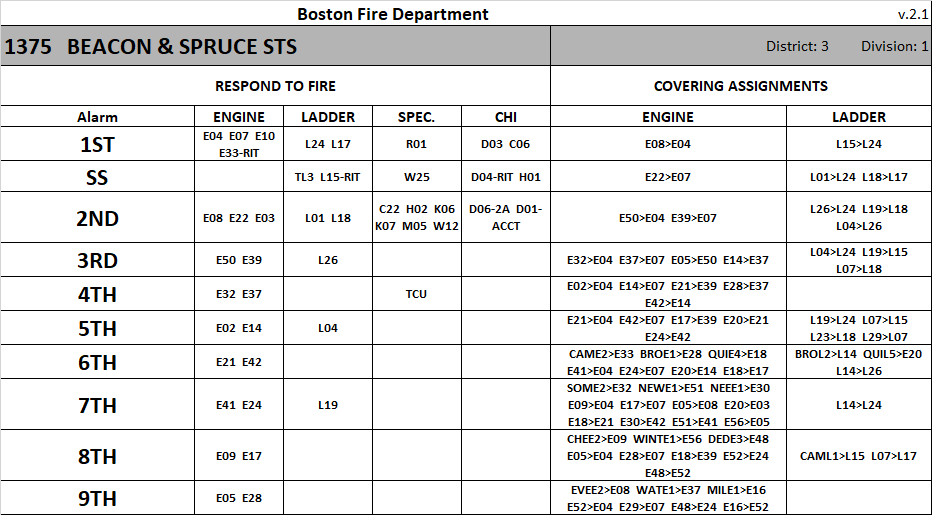 Boston Fire Department v.2.1
1375 BEACON & SPRUCE STS District: 3 Division: 1
RESPOND TO FIRE COVERING ASSIGNMENTS
Alarm ENGINE LADDER SPEC. CHI ENGINE LADDER
1ST E04 E07 E10 E33-RIT L24 L17 R01 D03 C06 E08>E04 L15>L24
SS TL3 L15-RIT W25 D04-RIT H01 E22>E07 L01>L24 L18>L17
2ND E08 E22 E03 L01 L18 C22 H02 K06 K07 M05 W12 D06-2A D01-ACCT E50>E04 E39>E07 L26>L24 L19>L18 L04>L26
3RD E50 E39 L26 E32>E04 E37>E07 E05>E50 E14>E37 L04>L24 L19>L15 L07>L18
4TH E32 E37 TCU E02>E04 E14>E07 E21>E39 E28>E37 E42>E14
5TH E02 E14 L04 E21>E04 E42>E07 E17>E39 E20>E21 E24>E42 L19>L24 L07>L15 L23>L18 L29>L07
6TH E21 E42 CAME2>E33 BROE1>E28 QUIE4>E18 E41>E04 E24>E07 E20>E14 E18>E17 BROL2>L14 QUIL5>E20 L14>L26
7TH E41 E24 L19 SOME2>E32 NEWE1>E51 NEEE1>E30 E09>E04 E17>E07 E05>E08 E20>E03 E18>E21 E30>E42 E51>E41 E56>E05 L14>L24
8TH E09 E17 CHEE2>E09 WINTE1>E56 DEDE3>E48 E05>E04 E28>E07 E18>E39 E52>E24 E48>E52 CAML1>L15 L07>L17
9TH E05 E28 EVEE2>E08 WATE1>E37 MILE1>E16 E52>E04 E29>E07 E48>E24 E16>E52